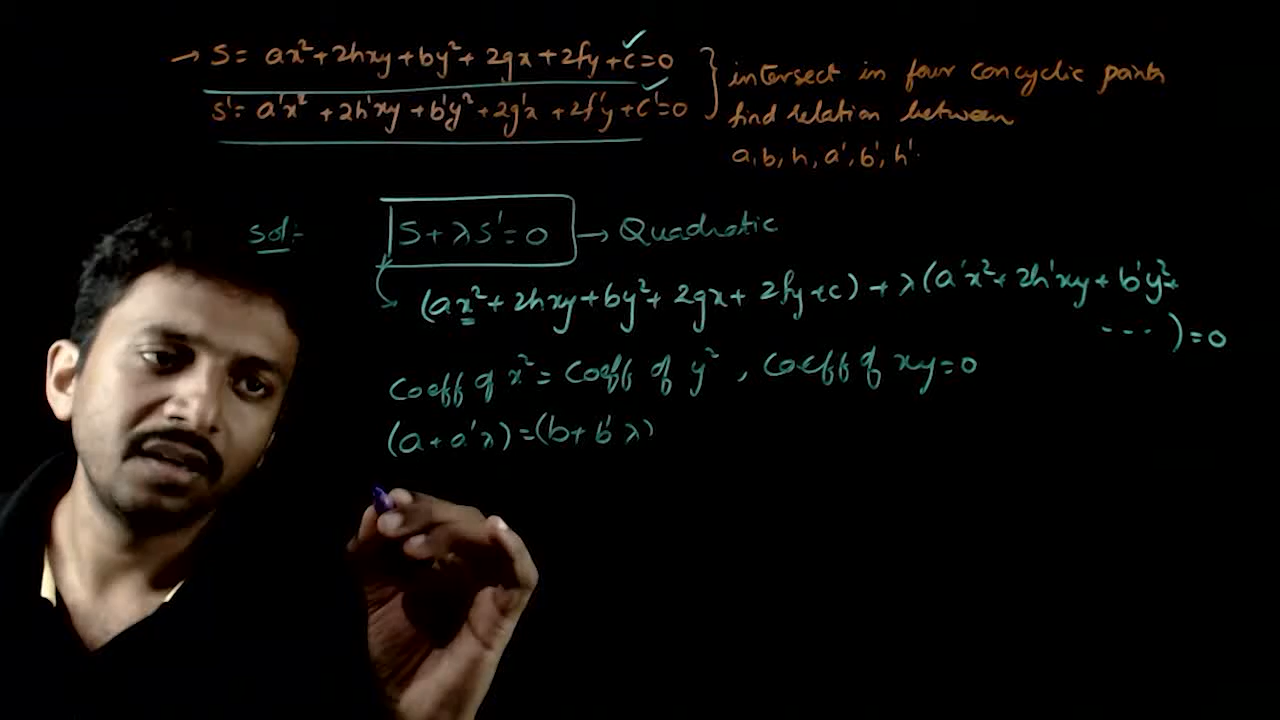 → S = ax² + 2hxy + by² + 2gx + 2fy + c = 0
S' = a'x² + 2h'xy + b'y² + 2g'x + 2f'y + c' = 0
intersect in four concyclic points
find relation between
a, b, h, a', b', h'.
Sol:-
S + λS' = 0 → Quadratic
(ax² + 2hxy + by² + 2gx + 2fy + c) + λ(a'x² + 2h'xy + b'y² +
---- ) = 0
Coeff of x² = Coeff of y², Coeff of xy = 0
(a + a'λ) = (b + b'λ)